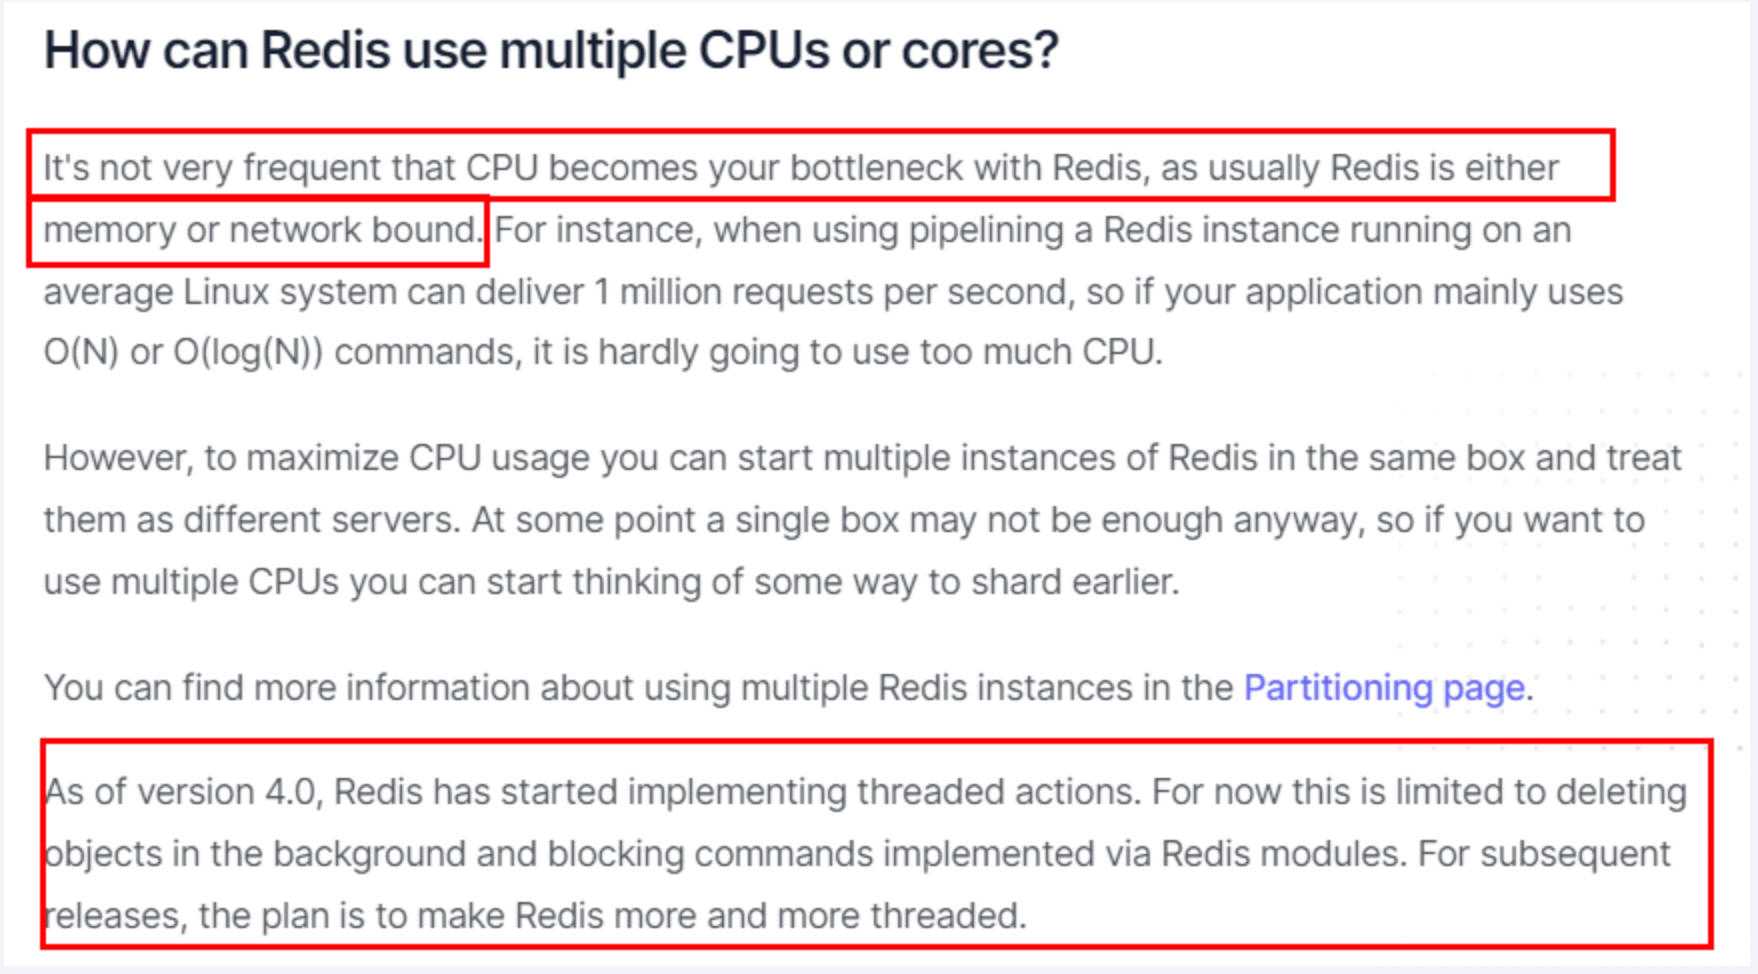 How can Redis use multiple CPUs or cores?
It's not very frequent that CPU becomes your bottleneck with Redis, as usually Redis is either
memory or network bound. For instance, when using pipelining a Redis instance running on an
average Linux system can deliver 1 million requests per second, so if your application mainly uses
O(N) or O(log(N)) commands, it is hardly going to use too much CPU.
However, to maximize CPU usage you can start multiple instances of Redis in the same box and treat
them as different servers. At some point a single box may not be enough anyway, so if you want to
use multiple CPUs you can start thinking of some way to shard earlier.
You can find more information about using multiple Redis instances in the Partitioning page.
As of version 4.0, Redis has started implementing threaded actions. For now this is limited to deleting
objects in the background and blocking commands implemented via Redis modules. For subsequent
releases, the plan is to make Redis more and more threaded.